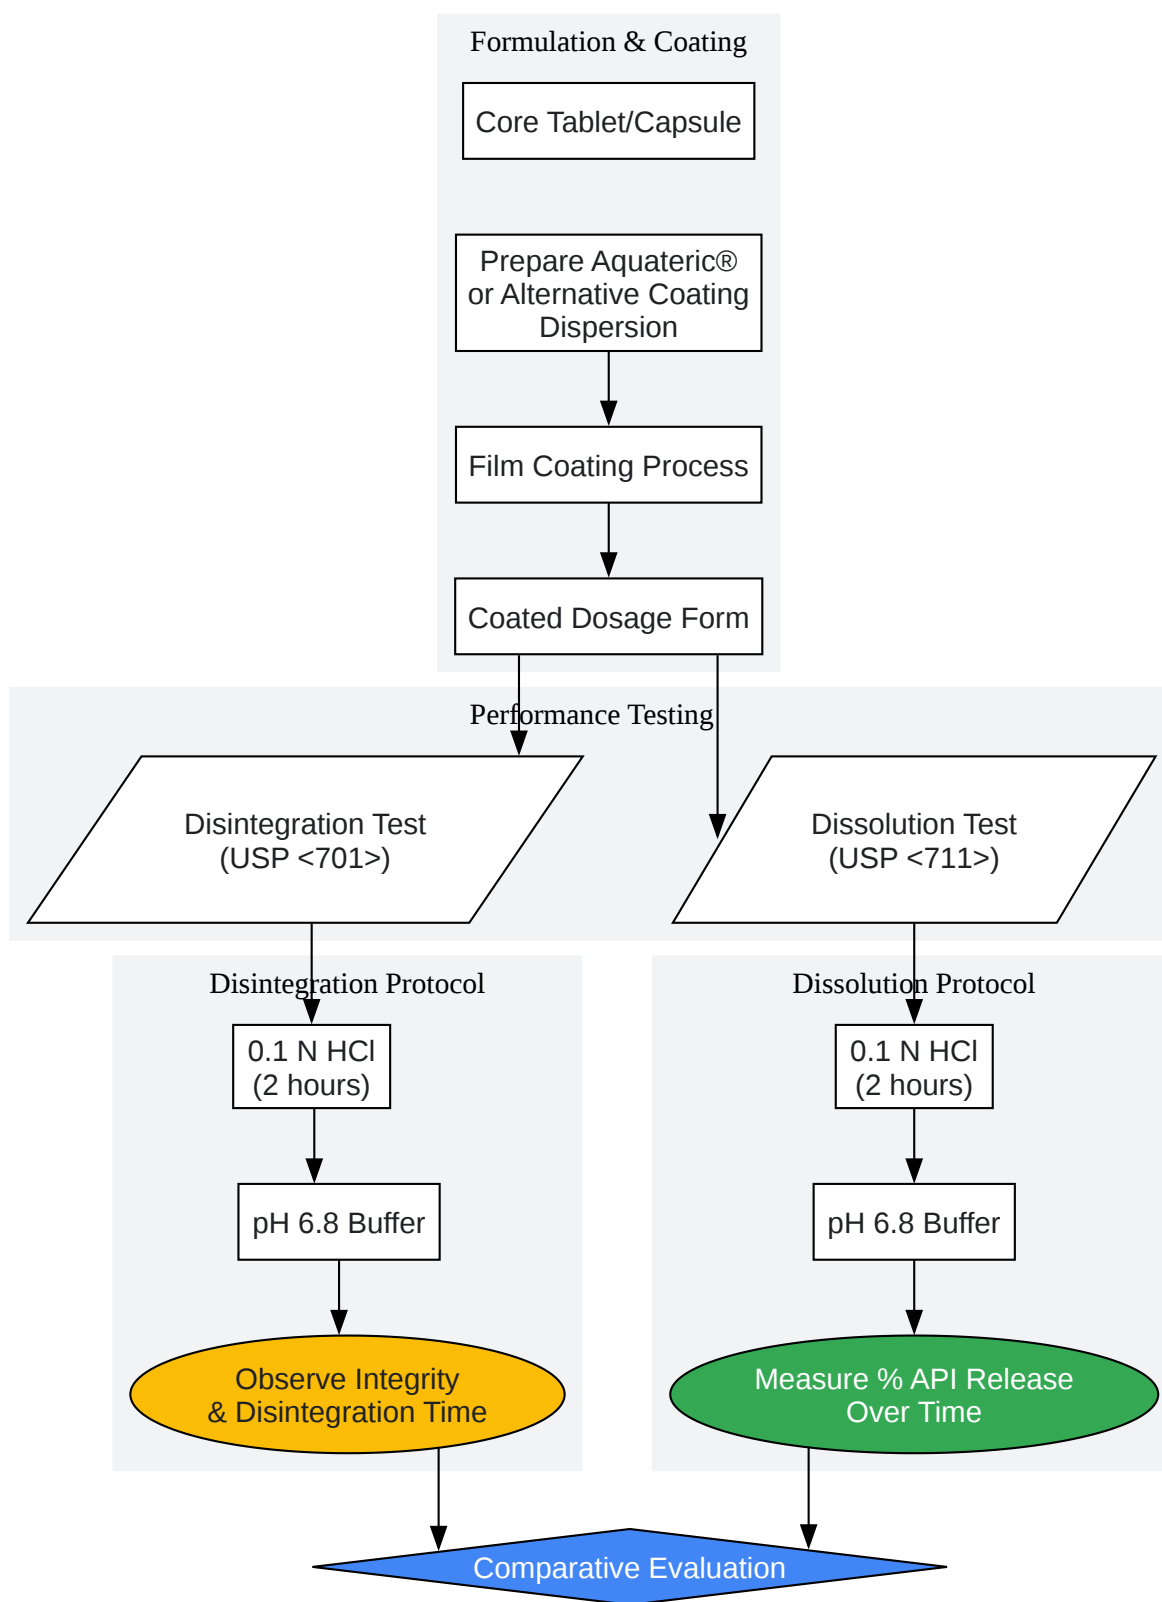 Formulation & Coating
Core Tablet/Capsule
Prepare Aquateric®
or Alternative Coating
Dispersion
Film Coating Process
Coated Dosage Form
Performance Testing
Disintegration Test
(USP <701>)
Dissolution Test
(USP <711>)
Disintegration Protocol
0.1 N HCl
(2 hours)
pH 6.8 Buffer
Observe Integrity
& Disintegration Time
Dissolution Protocol
0.1 N HCl
(2 hours)
pH 6.8 Buffer
Measure % API Release
Over Time
Comparative Evaluation